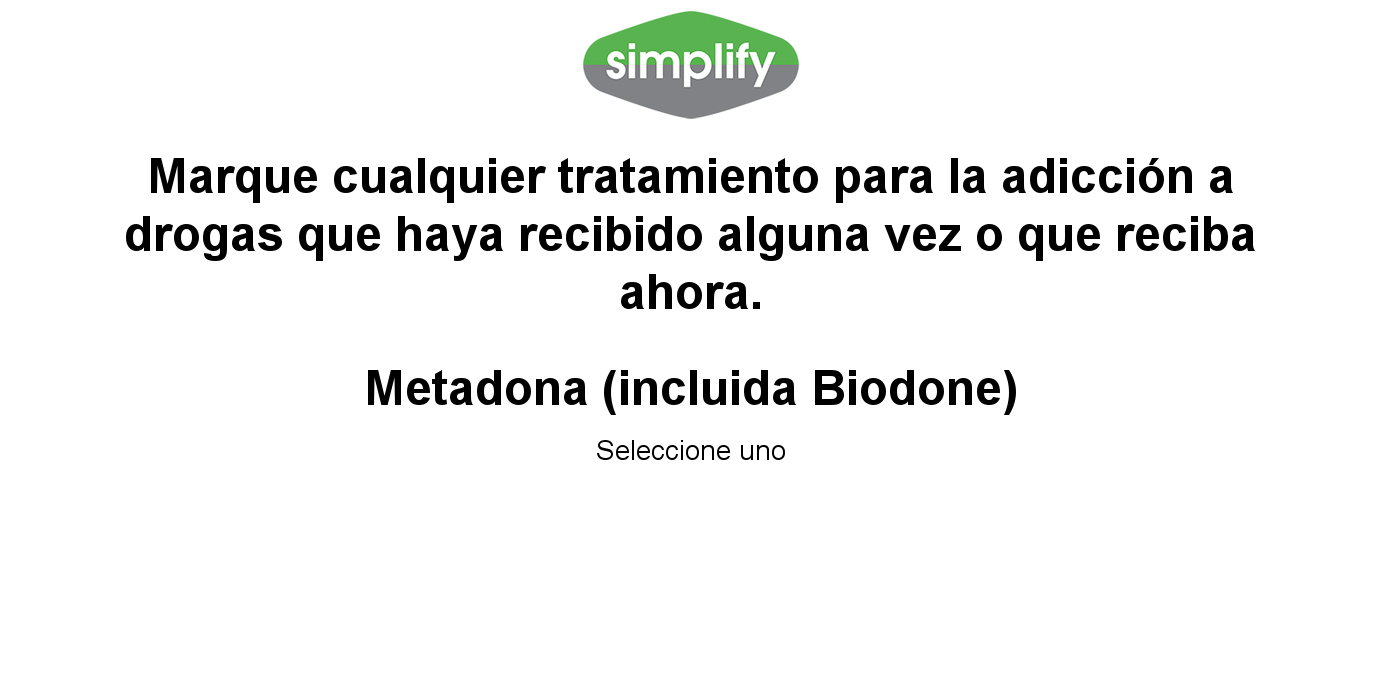 simplify
Marque cualquier tratamiento para la adicción a
drogas que haya recibido alguna vez o que reciba
ahora.
Metadona (incluida Biodone)
Seleccione uno